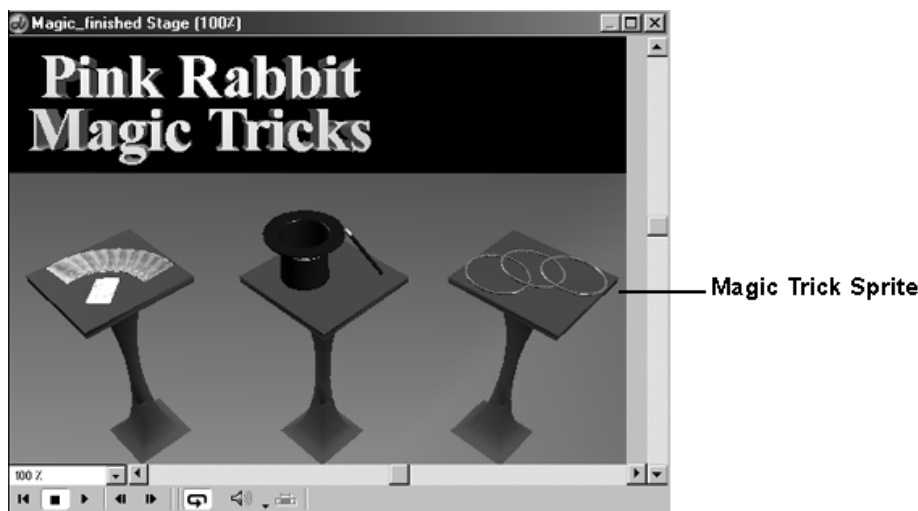 Magic_finished Stage (100%)
Pink Rabbit
Magic Tricks
Magic Trick Sprite
100 %